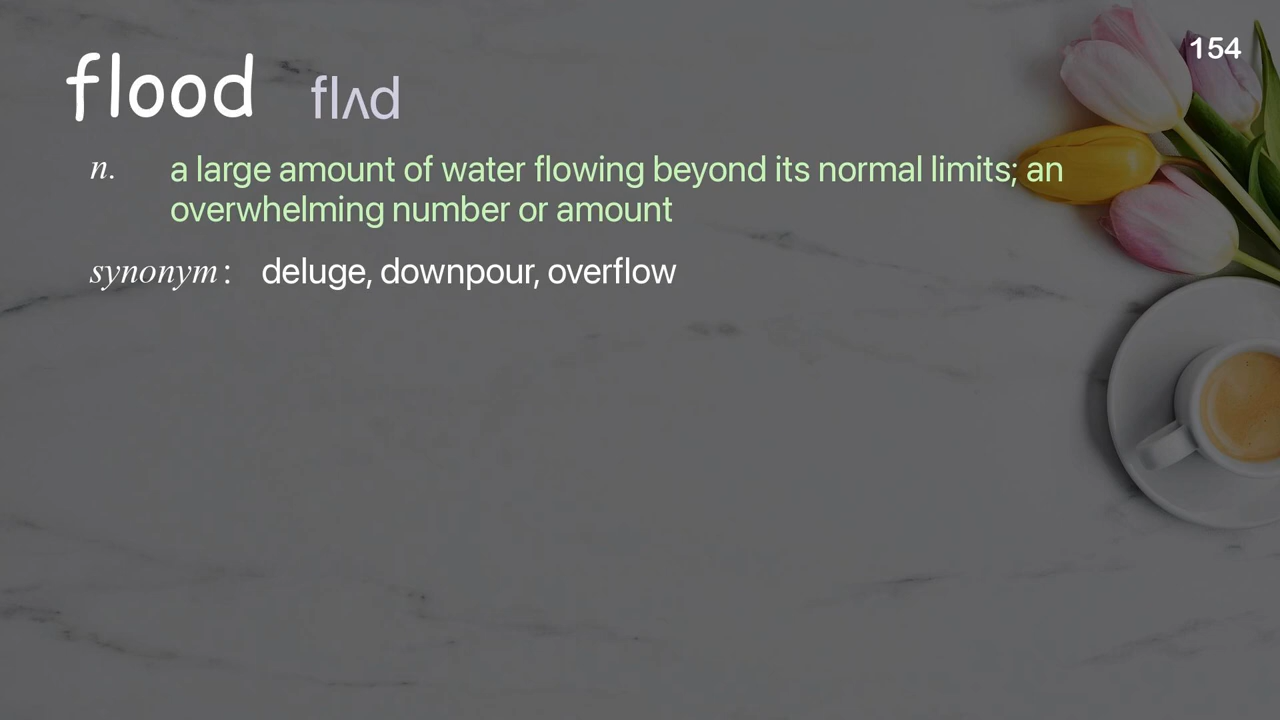 154
flood flʌd
n. a large amount of water flowing beyond its normal limits; an
overwhelming number or amount
synonym: deluge, downpour, overflow